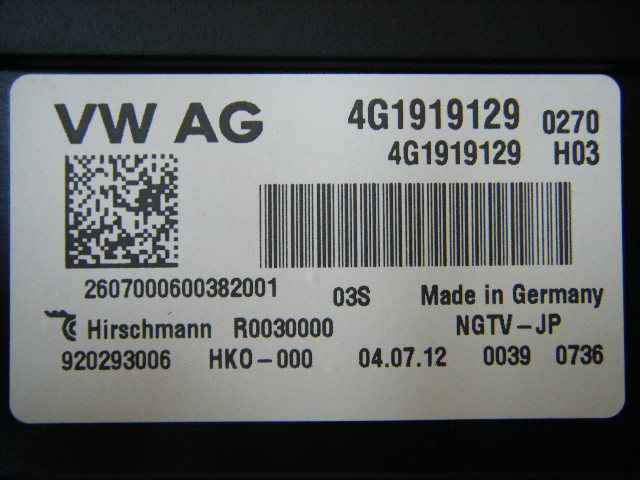 VW AG 4G1919129 0270
4G1919129 H03
2607000600382001 03S Made in Germany
Hirschmann R0030000 NGTV-JP
920293006 HKO-000 04.07.12 0039 0736